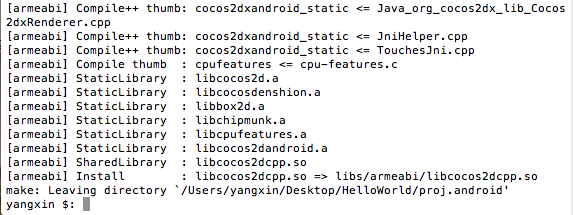 [armeabi] Compile++ thumb: cocos2dxandroid_static <= Java_org_cocos2dx_lib_Cocos
2dxRenderer.cpp
[armeabi] Compile++ thumb: cocos2dxandroid_static <= JniHelper.cpp
[armeabi] Compile++ thumb: cocos2dxandroid_static <= TouchesJni.cpp
[armeabi] Compile thumb  : cpufeatures <= cpu-features.c
[armeabi] StaticLibrary  : libcocos2d.a
[armeabi] StaticLibrary  : libcocosdenshion.a
[armeabi] StaticLibrary  : libbox2d.a
[armeabi] StaticLibrary  : libchipmunk.a
[armeabi] StaticLibrary  : libcpufeatures.a
[armeabi] StaticLibrary  : libcocos2dandroid.a
[armeabi] SharedLibrary  : libcocos2dcpp.so
[armeabi] Install        : libcocos2dcpp.so => libs/armeabi/libcocos2dcpp.so
make: Leaving directory `/Users/yangxin/Desktop/HelloWorld/proj.android'
yangxin $: